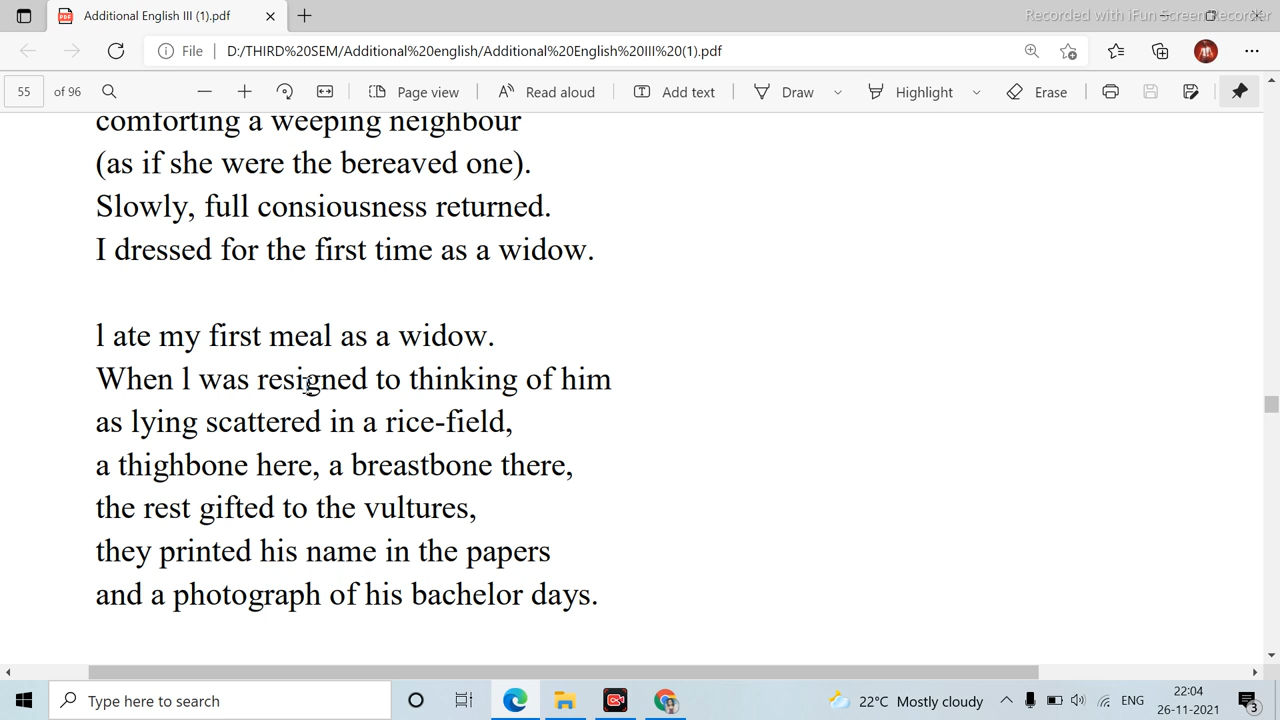 Additional English III (1).pdf
Recorded with iFun Screen Recorder
File D:/THIRD%20SEM/Additional%20english/Additional%20English%20III%20(1).pdf
55 of 96 Page view Read aloud Add text Draw Highlight Erase
comforting a weeping neighbour
(as if she were the bereaved one).
Slowly, full consiousness returned.
I dressed for the first time as a widow.
l ate my first meal as a widow.
When l was resigned to thinking of him
as lying scattered in a rice-field,
a thighbone here, a breastbone there,
the rest gifted to the vultures,
they printed his name in the papers
and a photograph of his bachelor days.
Type here to search 22°C Mostly cloudy ENG 22:04
26-11-2021 3